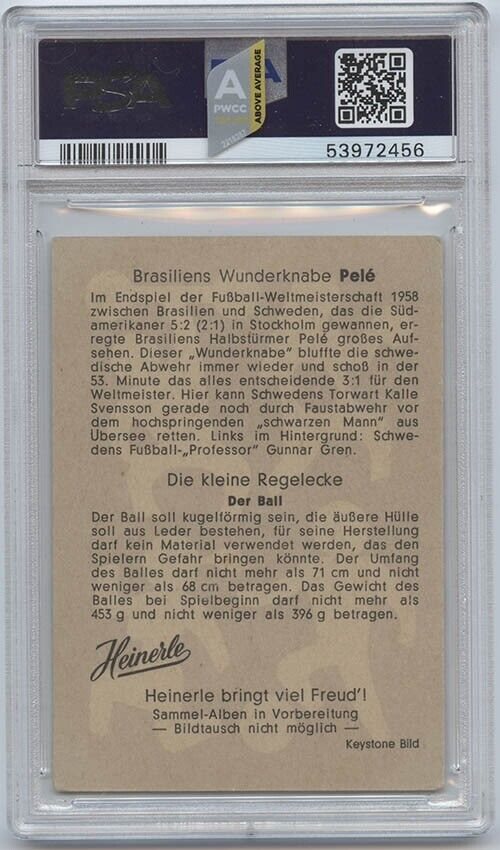 PSA
A
PWCC
ABOVE AVERAGE
53972456
Brasiliens Wunderknabe Pelé
Im Endspiel der Fußball-Weltmeisterschaft 1958
zwischen Brasilien und Schweden, das die Süd-
amerikaner 5:2 (2:1) in Stockholm gewannen, er-
regte Brasiliens Halbstürmer Pelé großes Auf-
sehen. Dieser „Wunderknabe" bluffte die schwe-
dische Abwehr immer wieder und schoß in der
53. Minute das alles entscheidende 3:1 für den
Weltmeister. Hier kann Schwedens Torwart Kalle
Svensson gerade noch durch Faustabwehr vor
dem hochspringenden „schwarzen Mann" aus
Übersee retten. Links im Hintergrund: Schwe-
dens Fußball-„Professor" Gunnar Gren.
Die kleine Regelecke
Der Ball
Der Ball soll kugelförmig sein, die äußere Hülle
soll aus Leder bestehen, für seine Herstellung
darf kein Material verwendet werden, das den
Spielern Gefahr bringen könnte. Der Umfang
des Balles darf nicht mehr als 71 cm und nicht
weniger als 68 cm betragen. Das Gewicht des
Balles bei Spielbeginn darf nicht mehr als
453 g und nicht weniger als 396 g betragen.
Heinerle
Heinerle bringt viel Freud'!
Sammel-Alben in Vorbereitung
— Bildtausch nicht möglich —
Keystone Bild